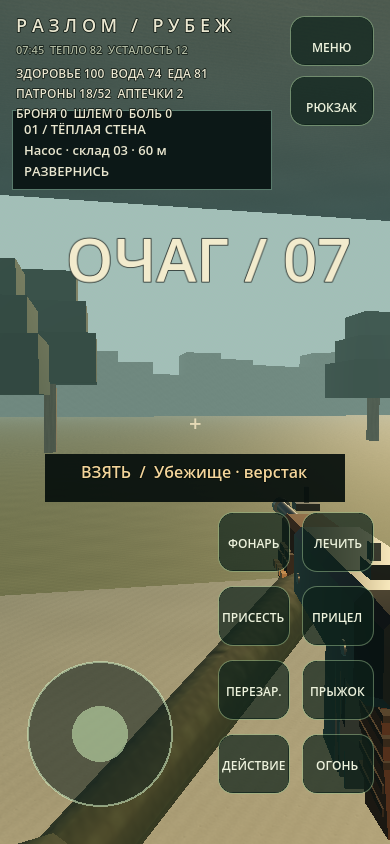 РАЗЛОМ / РУБЕЖ
МЕНЮ
07:45 ТЕПЛО 82 УСТАЛОСТЬ 12
ЗДОРОВЬЕ 100 ВОДА 74 ЕДА 81
ПАТРОНЫ 18/52 АПТЕЧКИ 2
РЮКЗАК
БРОНЯ 0 ШЛЕМ 0 БОЛЬ 0
01 / ТЁПЛАЯ СТЕНА
Насос · склад 03 · 60 м
РАЗВЕРНИСЬ
ОЧАГ / 07
+
ВЗЯТЬ / Убежище · верстак
ФОНАРЬ
ЛЕЧИТЬ
ПРИСЕСТЬ
ПРИЦЕЛ
ПЕРЕЗАР.
ПРЫЖОК
ДЕЙСТВИЕ
ОГОНЬ